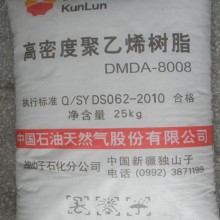 KunLun
高密度聚乙烯树脂
DMDA-8008
执行标准 Q/SY DS062-2010 合格
净含量 25kg
中国石油天然气股份有限公司
独山子石化分公司 中国新疆独山子
电话 (0992) 3871199